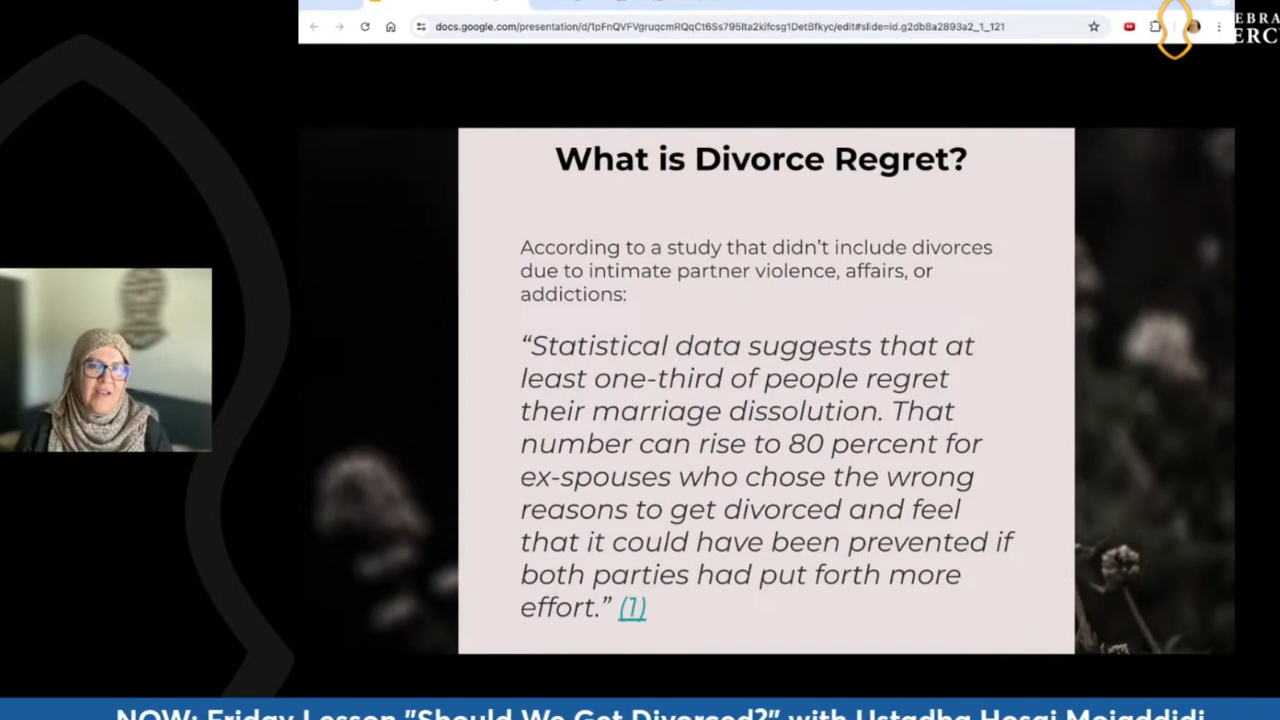 docs.google.com/presentation/d/1pFnQVFVgruqcmRQqCt6Ss795lta2kifcsg1DetBfkyc/edit#slide=id.g2db8a2893a2_1_121
EBRA
ERC
What is Divorce Regret?
According to a study that didn’t include divorces
due to intimate partner violence, affairs, or
addictions:
“Statistical data suggests that at
least one-third of people regret
their marriage dissolution. That
number can rise to 80 percent for
ex-spouses who chose the wrong
reasons to get divorced and feel
that it could have been prevented if
both parties had put forth more
effort.” (1)
NOW: Friday Lesson "Should We Get Divorced?" with Ustadha Hosai Mojaddidi